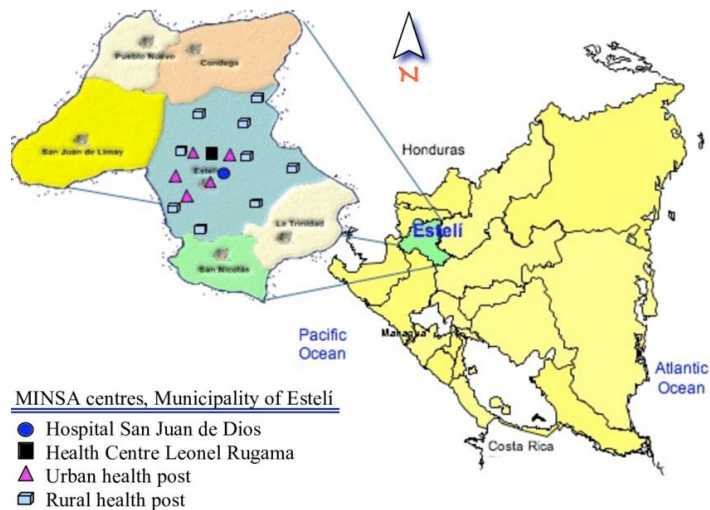 Pueblo Nuevo
Condega
San Juan de Limay
Estelí
La Trinidad
San Nicolás
N
Honduras
Estelí
Managua
Pacific
Ocean
Atlantic
Ocean
Costa Rica
MINSA centres, Municipality of Estelí
Hospital San Juan de Dios
Health Centre Leonel Rugama
Urban health post
Rural health post